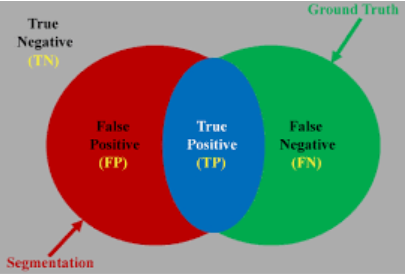 Ground Truth
True
Negative
(TN)
False
Positive
(FP)
True
Positive
(TP)
False
Negative
(FN)
Segmentation